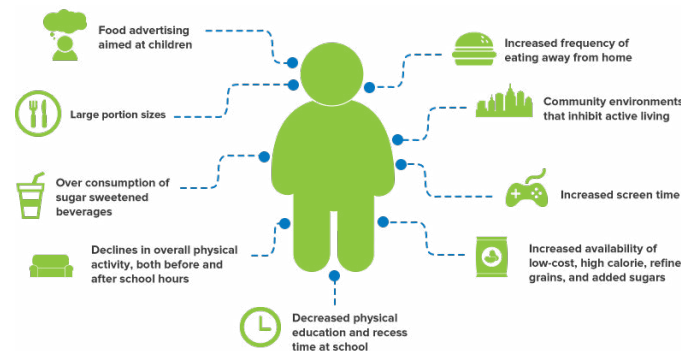 Food advertising
aimed at children
Large portion sizes
Over consumption of
sugar sweetened
beverages
Declines in overall physical
activity, both before and
after school hours
Decreased physical
education and recess
time at school
Increased frequency of
eating away from home
Community environments
that inhibit active living
Increased screen time
Increased availability of
low-cost, high calorie, refine
grains, and added sugars